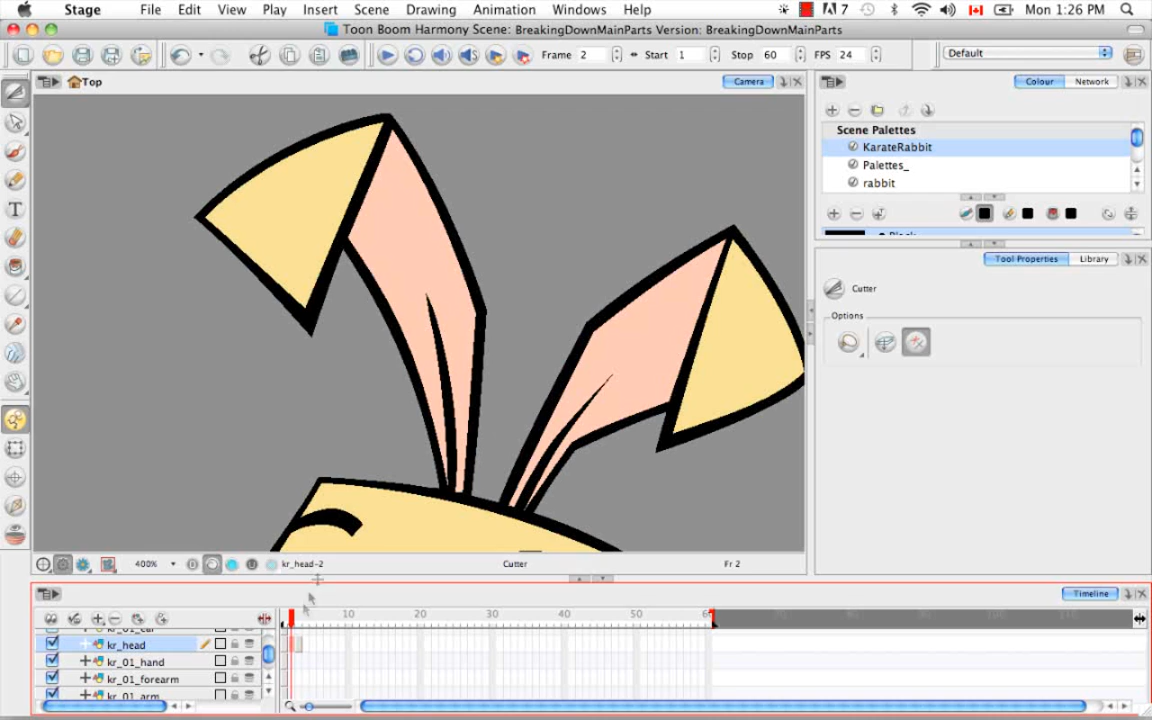 Stage File Edit View Play Insert Scene Drawing Animation Windows Help 7 Mon 1:26 PM
Toon Boom Harmony Scene: BreakingDownMainParts Version: BreakingDownMainParts
Frame 2 Start 1 Stop 60 FPS 24 Default
Top Camera Colour Network
Scene Palettes
KarateRabbit
Palettes_
rabbit
Tool Properties Library
Cutter
Options
400% kr_head-2 Cutter Fr 2
Timeline
10 20 30 40 50
kr_head
kr_01_hand
kr_01_forearm
kr_01_arm